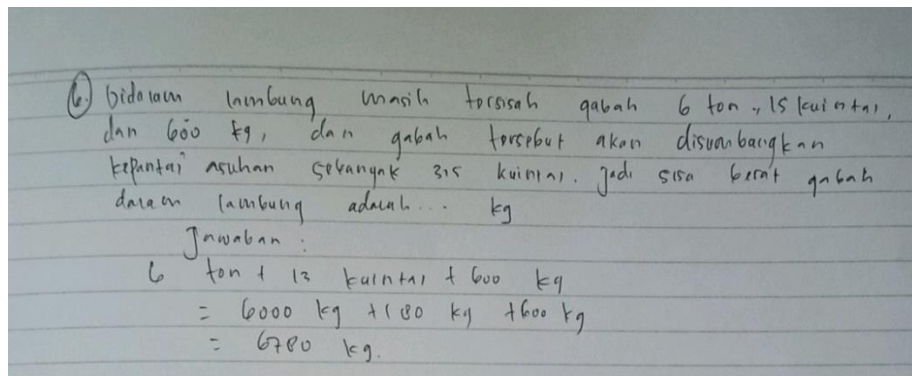 6. Didalam lambung masih torsisah gabah 6 ton, 15 kuintal,
dan 600 kg, dan gabah tersebut akan disumbangkan
kepantai asuhan sebanyak 315 kuintal. Jadi sisa berat gabah
dalam lambung adalah... kg
Jawaban :
6 ton + 13 kuintal + 600 kg
= 6000 kg + 180 kg + 600 kg
= 6780 kg.